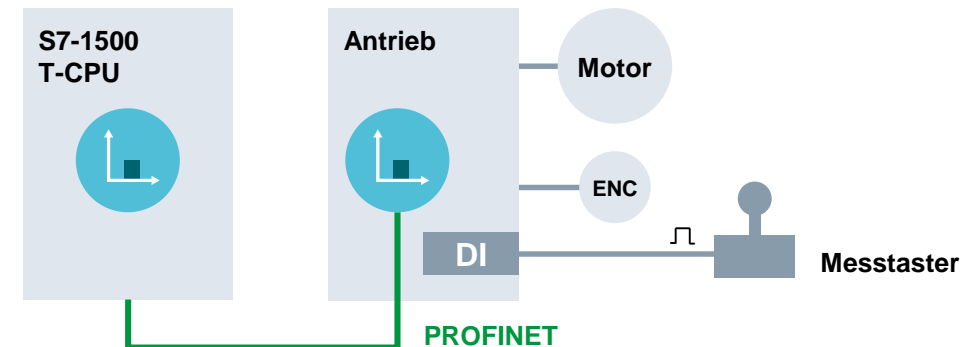 S7-1500
T-CPU
Antrieb
Motor
ENC
DI
Messtaster
PROFINET